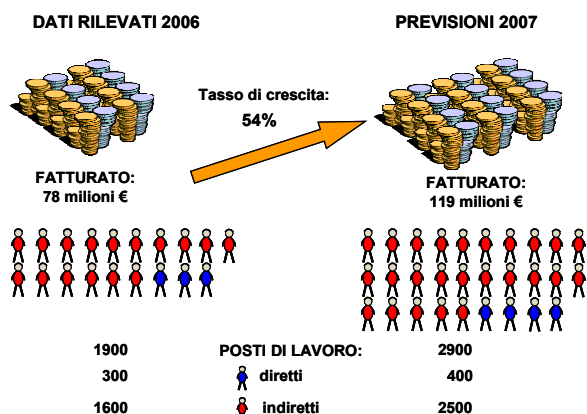 DATI RILEVATI 2006
PREVISIONI 2007
Tasso di crescita:
54%
FATTURATO:
78 milioni €
FATTURATO:
119 milioni €
1900 POSTI DI LAVORO: 2900
300 diretti 400
1600 indiretti 2500